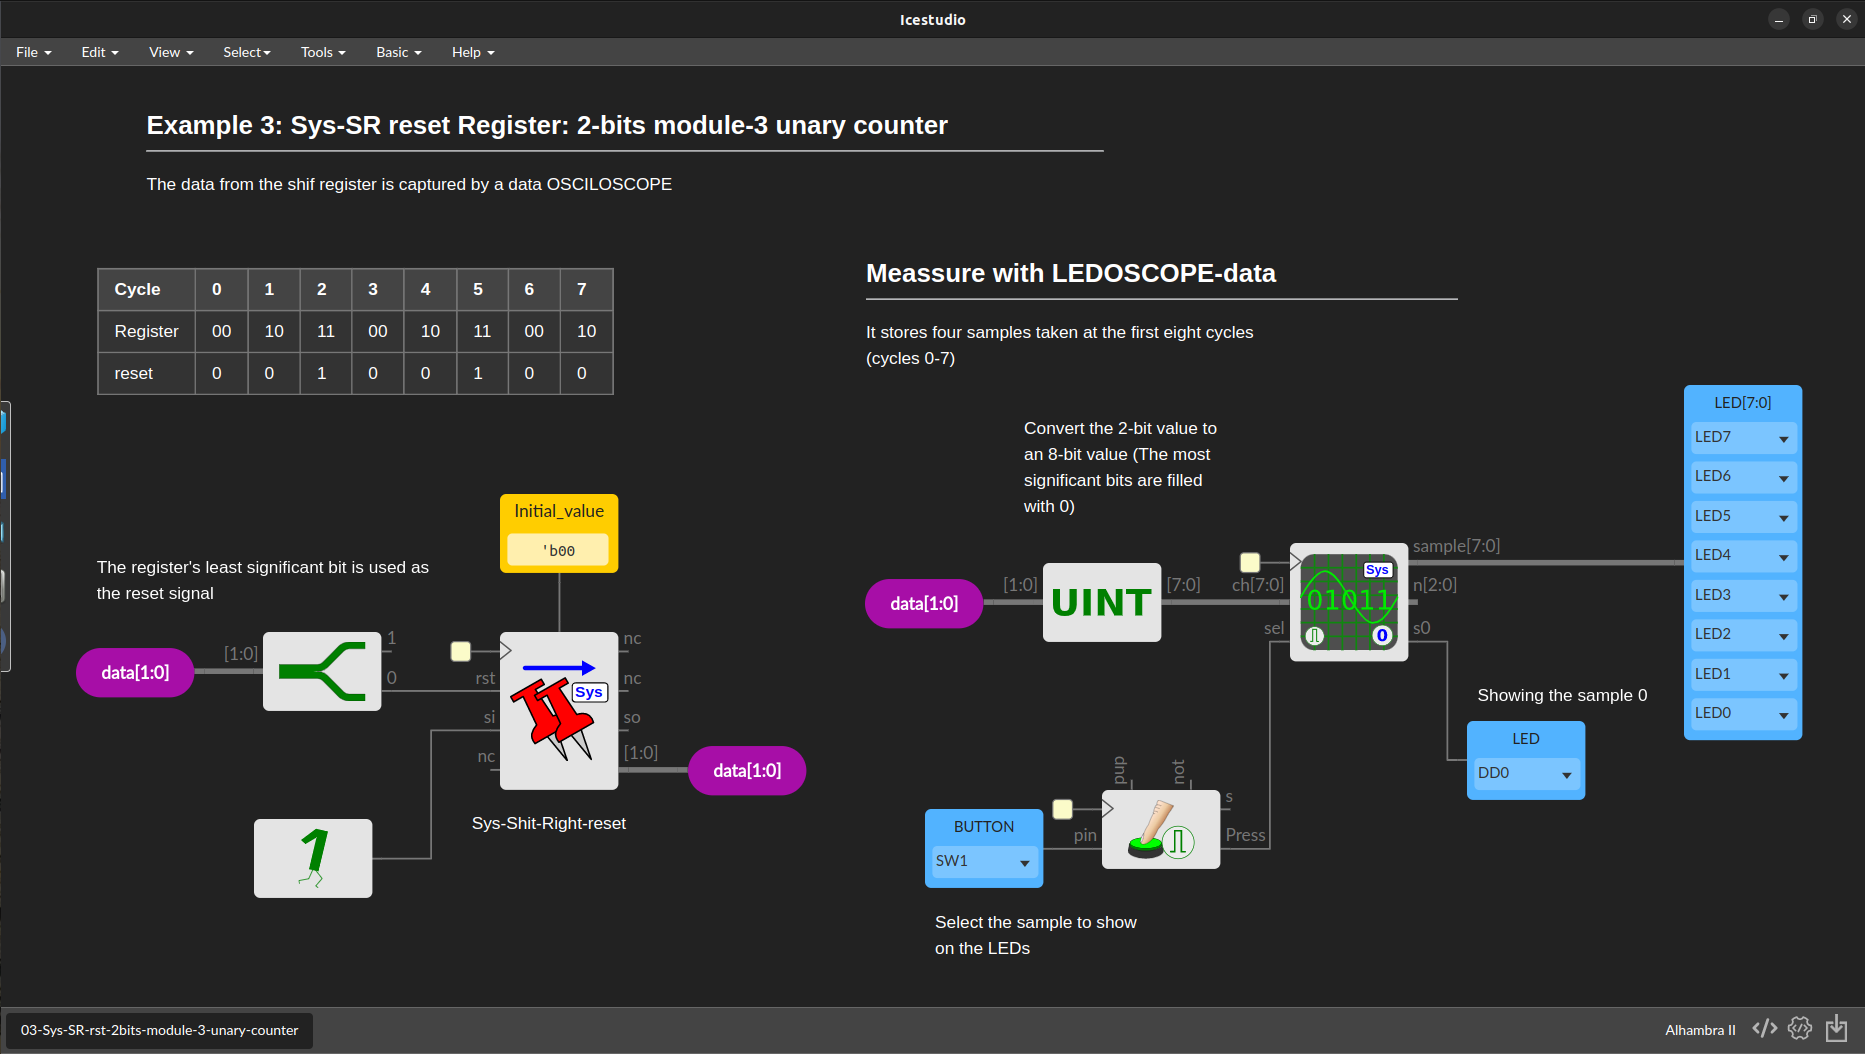 Icestudio
File Edit View Select Tools Basic Help
Example 3: Sys-SR reset Register: 2-bits module-3 unary counter
The data from the shif register is captured by a data OSCILOSCOPE
Cycle 0 1 2 3 4 5 6 7
Register 00 10 11 00 10 11 00 10
reset 0 0 1 0 0 1 0 0
Initial_value
'b00
The register's least significant bit is used as
the reset signal
data[1:0]
[1:0]
1
0
rst
si
nc
Sys
nc
nc
so
[1:0]
data[1:0]
Sys-Shit-Right-reset
1
Meassure with LEDOSCOPE-data
It stores four samples taken at the first eight cycles
(cycles 0-7)
Convert the 2-bit value to
an 8-bit value (The most
significant bits are filled
with 0)
data[1:0]
[1:0]
UINT
[7:0]
ch[7:0]
sel
Sys
01011
0
sample[7:0]
n[2:0]
s0
LED[7:0]
LED7
LED6
LED5
LED4
LED3
LED2
LED1
LED0
Showing the sample 0
LED
DD0
BUTTON
SW1
pin
pup
not
s
Press
Select the sample to show
on the LEDs
03-Sys-SR-rst-2bits-module-3-unary-counter
Alhambra II